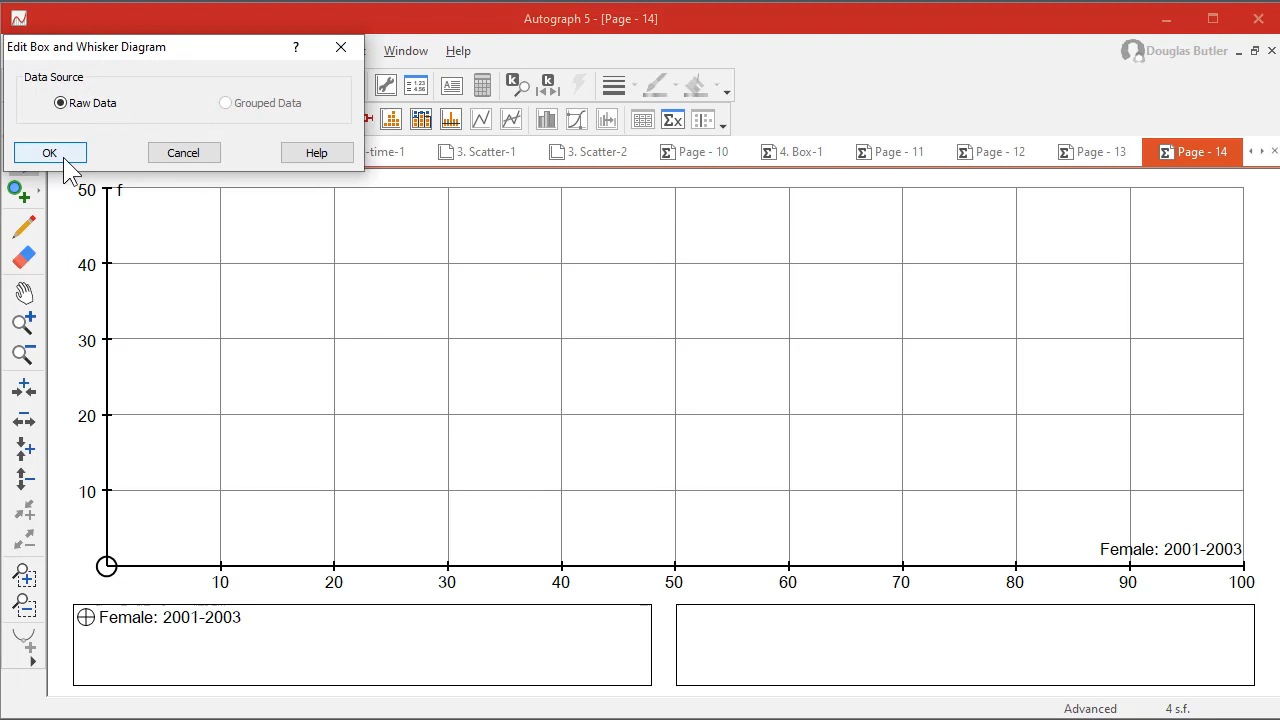 Autograph 5 - [Page - 14]
Edit Box and Whisker Diagram
?
Window
Help
Douglas Butler
Data Source
Raw Data
Grouped Data
OK
Cancel
Help
-time-1
3. Scatter-1
3. Scatter-2
Page - 10
4. Box-1
Page - 11
Page - 12
Page - 13
Page - 14
50
f
40
30
20
10
Female: 2001-2003
10
20
30
40
50
60
70
80
90
100
Female: 2001-2003
Advanced
4 s.f.